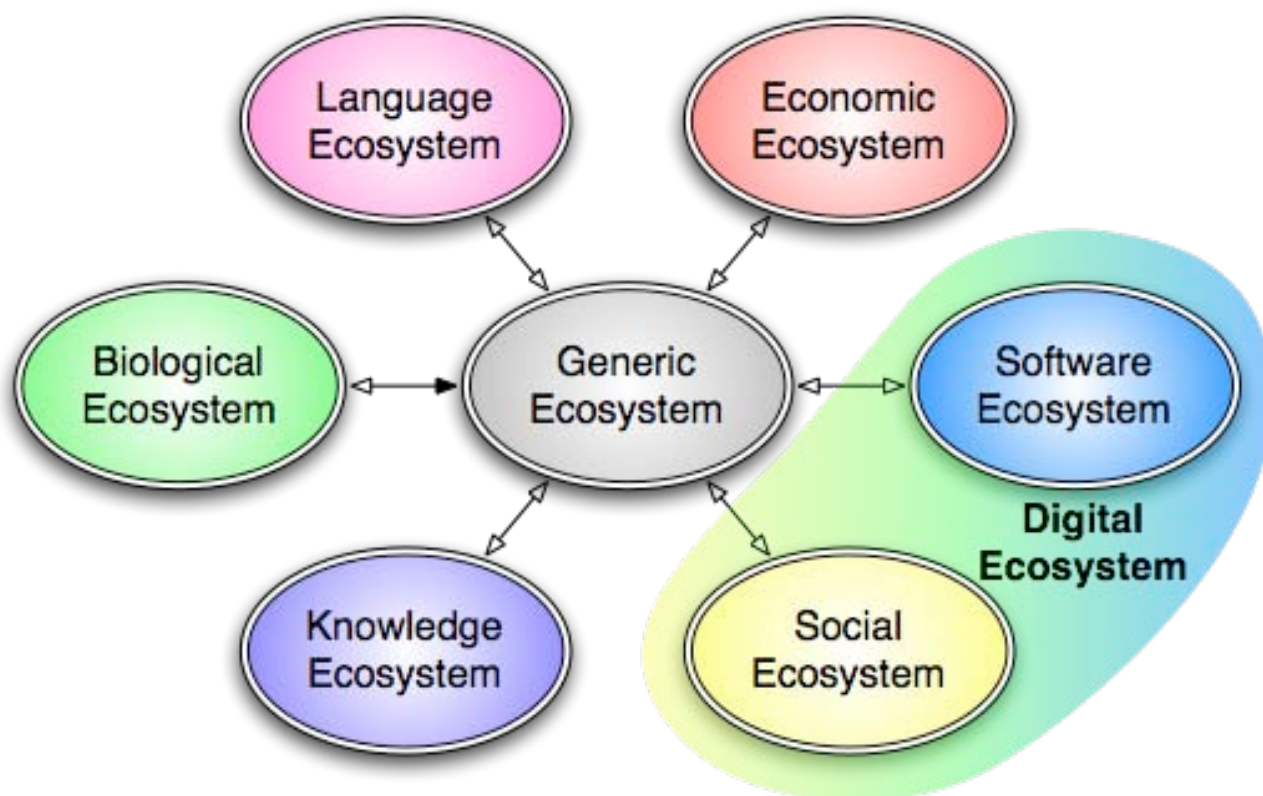 Language
Ecosystem
Economic
Ecosystem
Biological
Ecosystem
Generic
Ecosystem
Software
Ecosystem
Digital
Ecosystem
Knowledge
Ecosystem
Social
Ecosystem